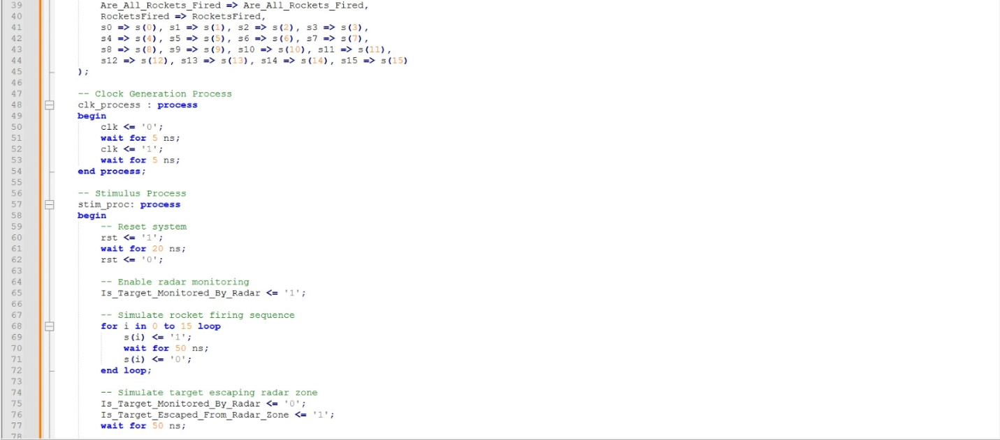 39 Are_All_Rockets_Fired => Are_All_Rockets_Fired,
40 RocketsFired => RocketsFired,
41 s0 => s(0), s1 => s(1), s2 => s(2), s3 => s(3),
42 s4 => s(4), s5 => s(5), s6 => s(6), s7 => s(7),
43 s8 => s(8), s9 => s(9), s10 => s(10), s11 => s(11),
44 s12 => s(12), s13 => s(13), s14 => s(14), s15 => s(15)
45 );
46
47 -- Clock Generation Process
48 clk_process : process
49 begin
50 clk <= '0';
51 wait for 5 ns;
52 clk <= '1';
53 wait for 5 ns;
54 end process;
55
56 -- Stimulus Process
57 stim_proc: process
58 begin
59 -- Reset system
60 rst <= '1';
61 wait for 20 ns;
62 rst <= '0';
63
64 -- Enable radar monitoring
65 Is_Target_Monitored_By_Radar <= '1';
66
67 -- Simulate rocket firing sequence
68 for i in 0 to 15 loop
69 s(i) <= '1';
70 wait for 50 ns;
71 s(i) <= '0';
72 end loop;
73
74 -- Simulate target escaping radar zone
75 Is_Target_Monitored_By_Radar <= '0';
76 Is_Target_Escaped_From_Radar_Zone <= '1';
77 wait for 50 ns;
78